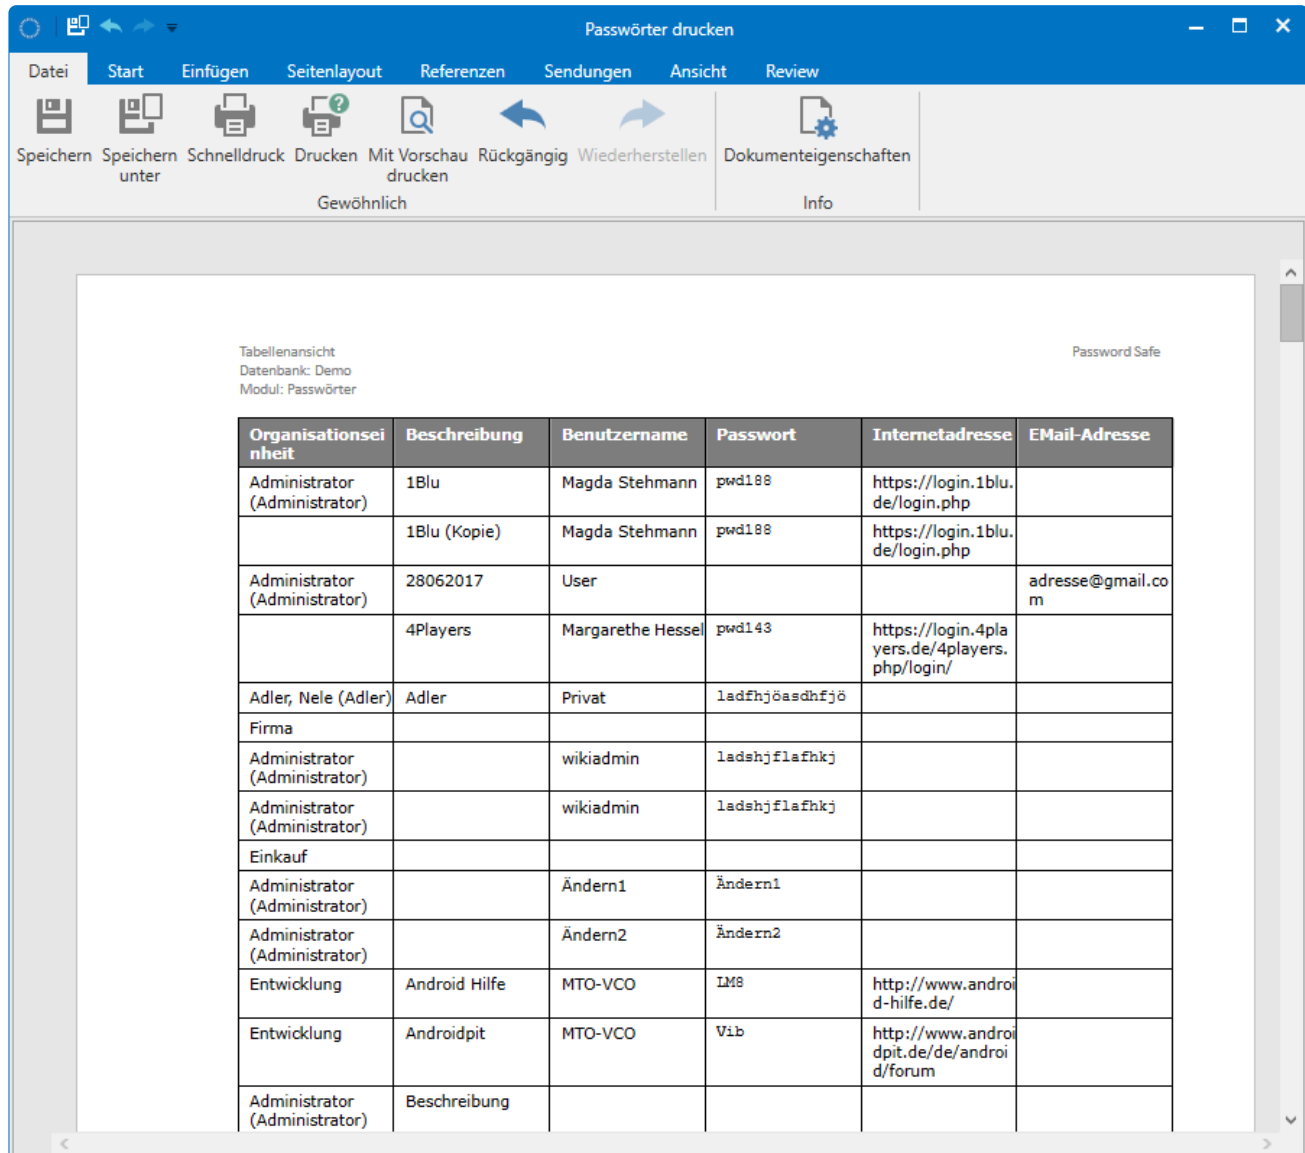 Passwörter drucken
Datei Start Einfügen Seitenlayout Referenzen Sendungen Ansicht Review
Speichern Speichern unter Schnelldruck Drucken Mit Vorschau drucken Rückgängig Wiederherstellen Dokumenteigenschaften
Gewöhnlich Info
Tabellenansicht Password Safe
Datenbank: Demo
Modul: Passwörter
Organisationsei Beschreibung Benutzername Passwort Internetadresse EMail-Adresse
nheit
Administrator 1Blu Magda Stehmann pwd188 https://login.1blu.
(Administrator) de/login.php
1Blu (Kopie) Magda Stehmann pwd188 https://login.1blu.
de/login.php
Administrator 28062017 User adresse@gmail.co
(Administrator) m
4Players Margarethe Hessel pwd143 https://login.4pla
yers.de/4players.
php/login/
Adler, Nele (Adler) Adler Privat ladfhjöasdhfjö
Firma
Administrator wikiadmin ladshjflafhkj
(Administrator)
Administrator wikiadmin ladshjflafhkj
(Administrator)
Einkauf
Administrator Ändern1 Ändern1
(Administrator)
Administrator Ändern2 Ändern2
(Administrator)
Entwicklung Android Hilfe MTO-VCO LM8 http://www.androi
d-hilfe.de/
Entwicklung Androidpit MTO-VCO Vib http://www.androi
dpit.de/de/androi
d/forum
Administrator Beschreibung
(Administrator)